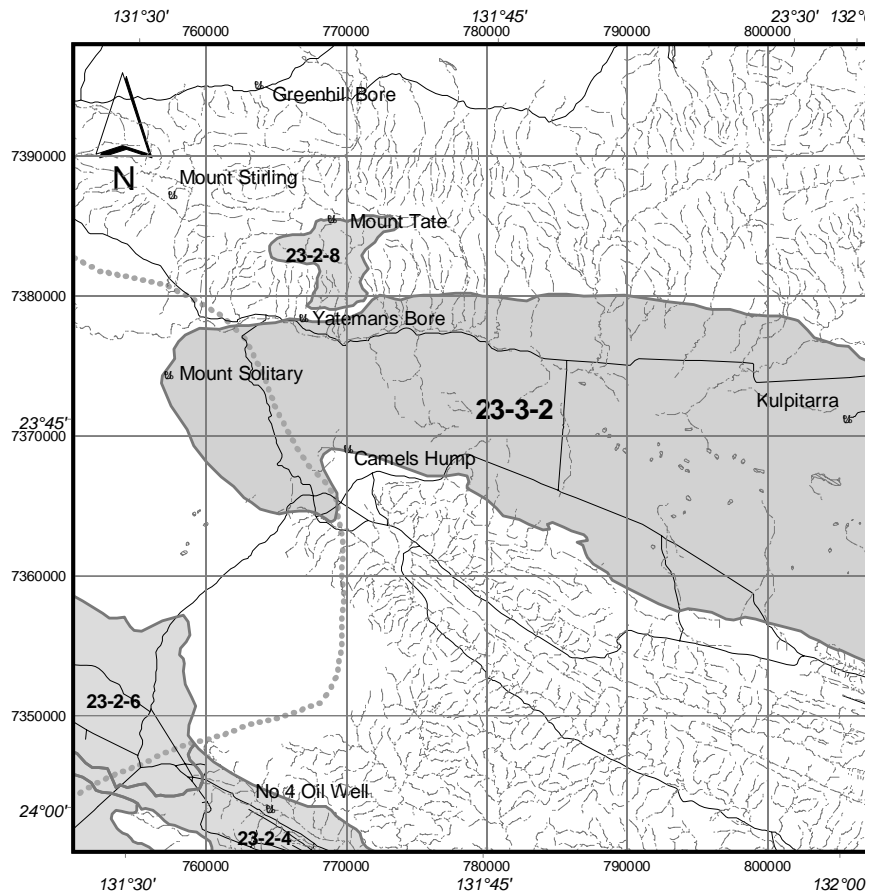 131°30' 131°45' 23°30' 132°0
760000 770000 780000 790000 800000
Greenhill Bore
7390000
N
Mount Stirling
Mount Tate
23-2-8
7380000
Yatemans Bore
Mount Solitary
23-3-2
Kulpitarra
23°45'
7370000
Camels Hump
7360000
23-2-6
7350000
No 4 Oil Well
24°00'
23-2-4
760000 770000 780000 790000 800000
131°30' 131°45' 132°00